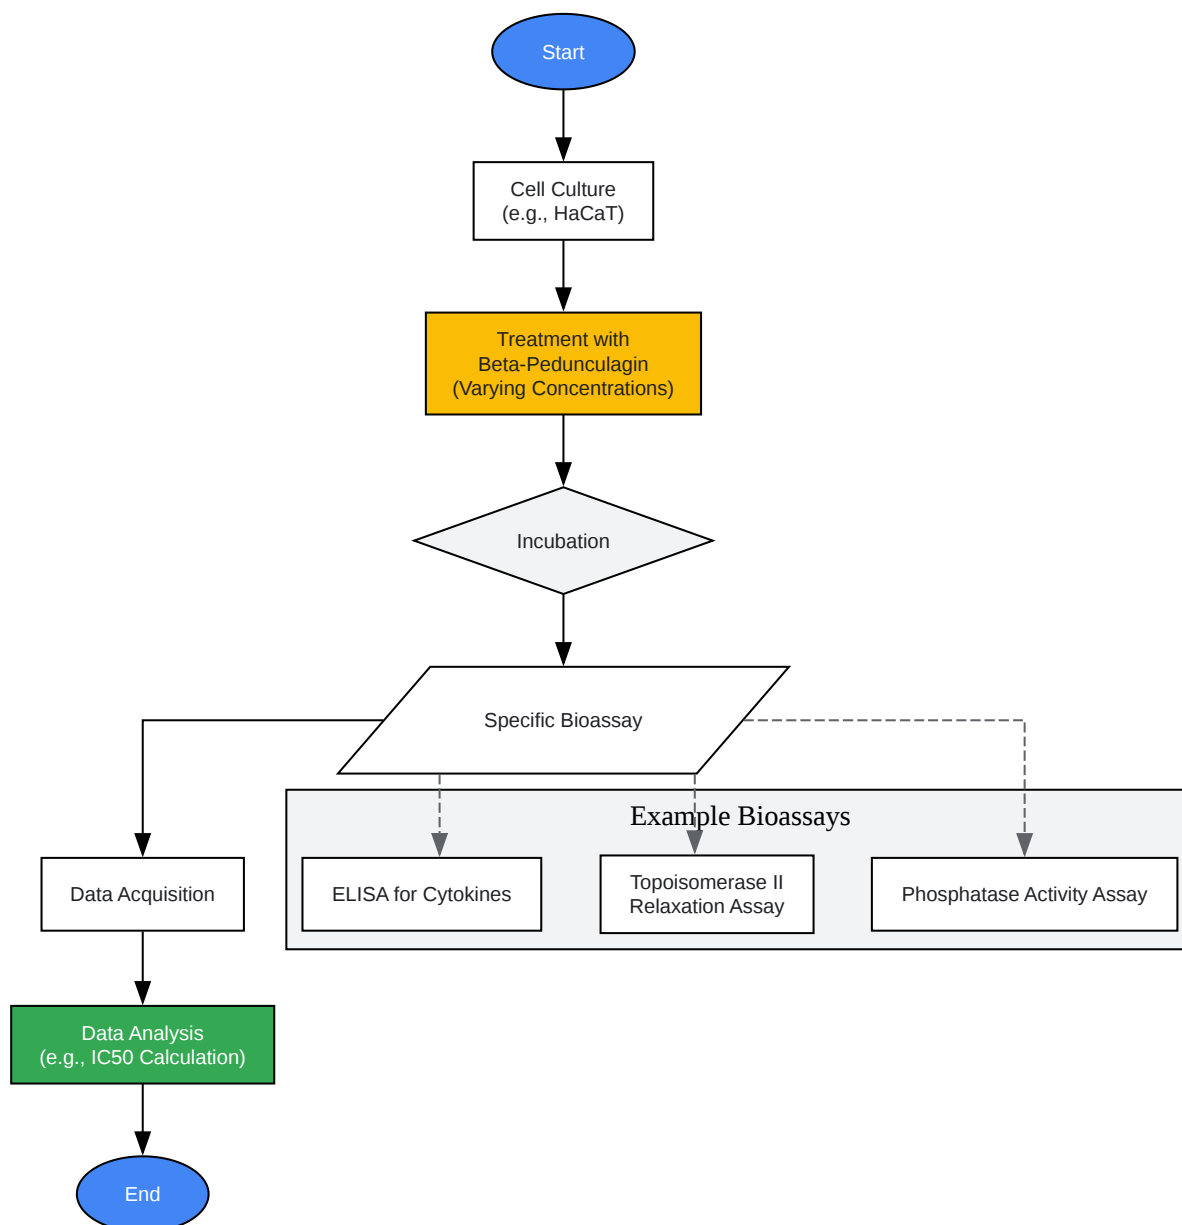 Start
Cell Culture
(e.g., HaCaT)
Treatment with
Beta-Pedunculagin
(Varying Concentrations)
Incubation
Specific Bioassay
Example Bioassays
Data Acquisition
ELISA for Cytokines
Topoisomerase II
Relaxation Assay
Phosphatase Activity Assay
Data Analysis
(e.g., IC50 Calculation)
End